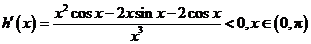 h′(x) = (x² cos x − 2x sin x − 2 cos x) / x³ < 0, x ∈ (0, π)